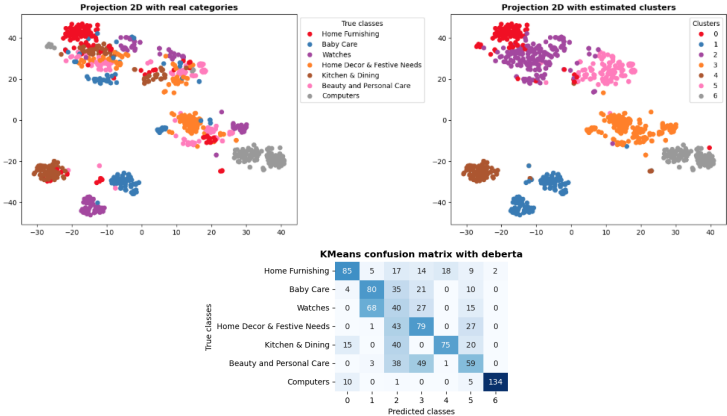 Projection 2D with real categories
40
20
0
−20
−40
−30
−20
−10
0
10
20
30
40
True classes
Home Furnishing
Baby Care
Watches
Home Decor & Festive Needs
Kitchen & Dining
Beauty and Personal Care
Computers
Projection 2D with estimated clusters
40
20
0
−20
−40
−30
−20
−10
0
10
20
30
40
Clusters
0
1
2
3
4
5
6
KMeans confusion matrix with deberta
True classes
Home Furnishing 85 5 17 14 18 9 2
Baby Care 4 80 35 21 0 10 0
Watches 0 68 40 27 0 15 0
Home Decor & Festive Needs 0 1 43 79 0 27 0
Kitchen & Dining 15 0 40 0 75 20 0
Beauty and Personal Care 0 3 38 49 1 59 0
Computers 10 0 1 0 0 5 134
0 1 2 3 4 5 6
Predicted classes